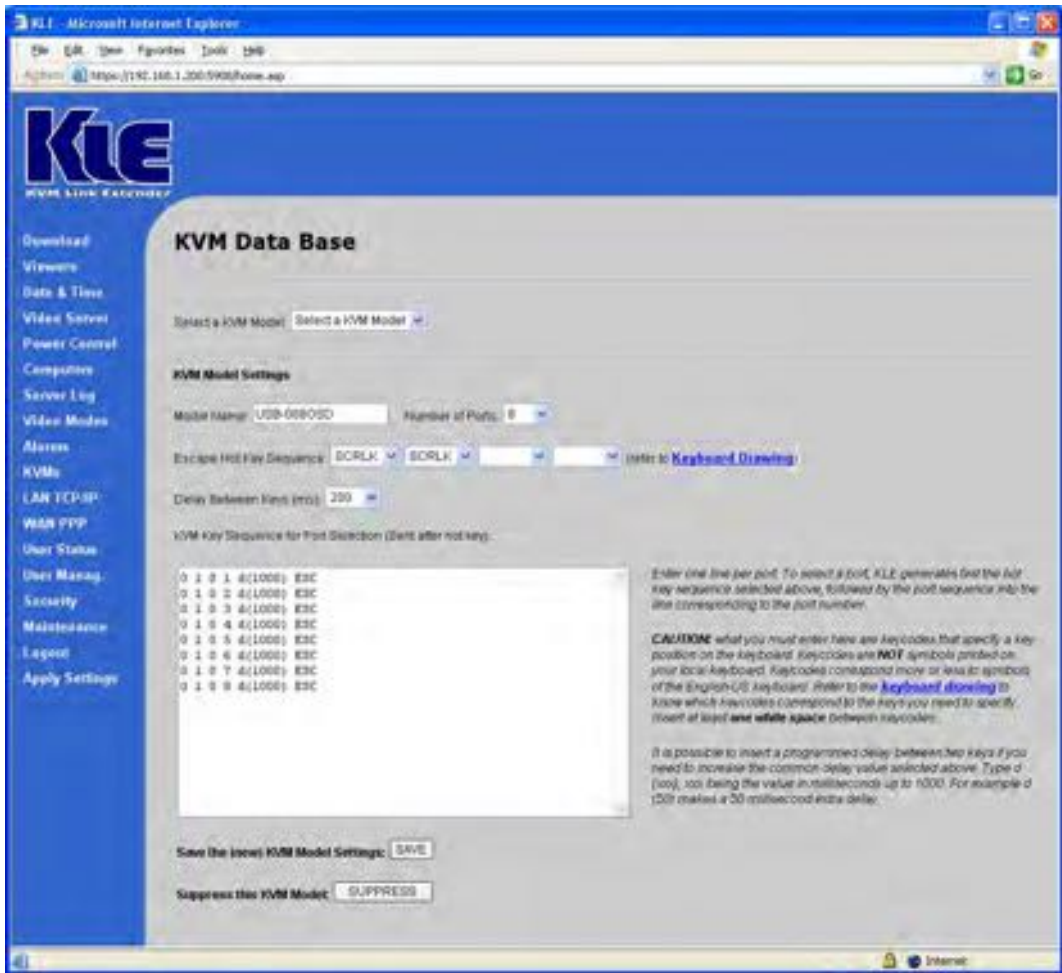 KLE - Microsoft Internet Explorer
File Edit View Favorites Tools Help
Address https://192.168.1.200:5908/home.asp Go
KLE
KVM Link Extender
Download
Viewers
Date & Time
Video Server
Power Control
Computers
Server Log
Video Modes
Alarms
KVMs
LAN TCP/IP
WAN PPP
User Status
User Manag.
Security
Maintenance
Logout
Apply Settings
KVM Data Base
Select a KVM Model: Select a KVM Model
KVM Model Settings
Model Name: USB-008OSD Number of Ports: 8
Escape Hot Key Sequence: SCRLK SCRLK (refer to Keyboard Drawing)
Delay Between Keys (ms): 200
KVM Key Sequence for Port Selection (Sent after hot key):
0 1 0 1 d(1000) ESC
0 1 0 2 d(1000) ESC
0 1 0 3 d(1000) ESC
0 1 0 4 d(1000) ESC
0 1 0 5 d(1000) ESC
0 1 0 6 d(1000) ESC
0 1 0 7 d(1000) ESC
0 1 0 8 d(1000) ESC
Enter one line per port. To select a port, KLE generates first the hot
key sequence selected above, followed by the port sequence into the
line corresponding to the port number.
CAUTION: what you must enter here are keycodes that specify a key
position on the keyboard. Keycodes are NOT symbols printed on
your local keyboard. Keycodes correspond more or less to symbols
of the English-US keyboard. Refer to the keyboard drawing to
know which keycodes correspond to the keys you need to specify.
Insert at least one white space between keycodes.
It is possible to insert a programmed delay between two keys if you
need to increase the common delay value selected above. Type d
(xxx), xxx being the value in milliseconds up to 1000. For example d
(50) makes a 50 millisecond extra delay.
Save the (new) KVM Model Settings: SAVE
Suppress this KVM Model: SUPPRESS
Internet